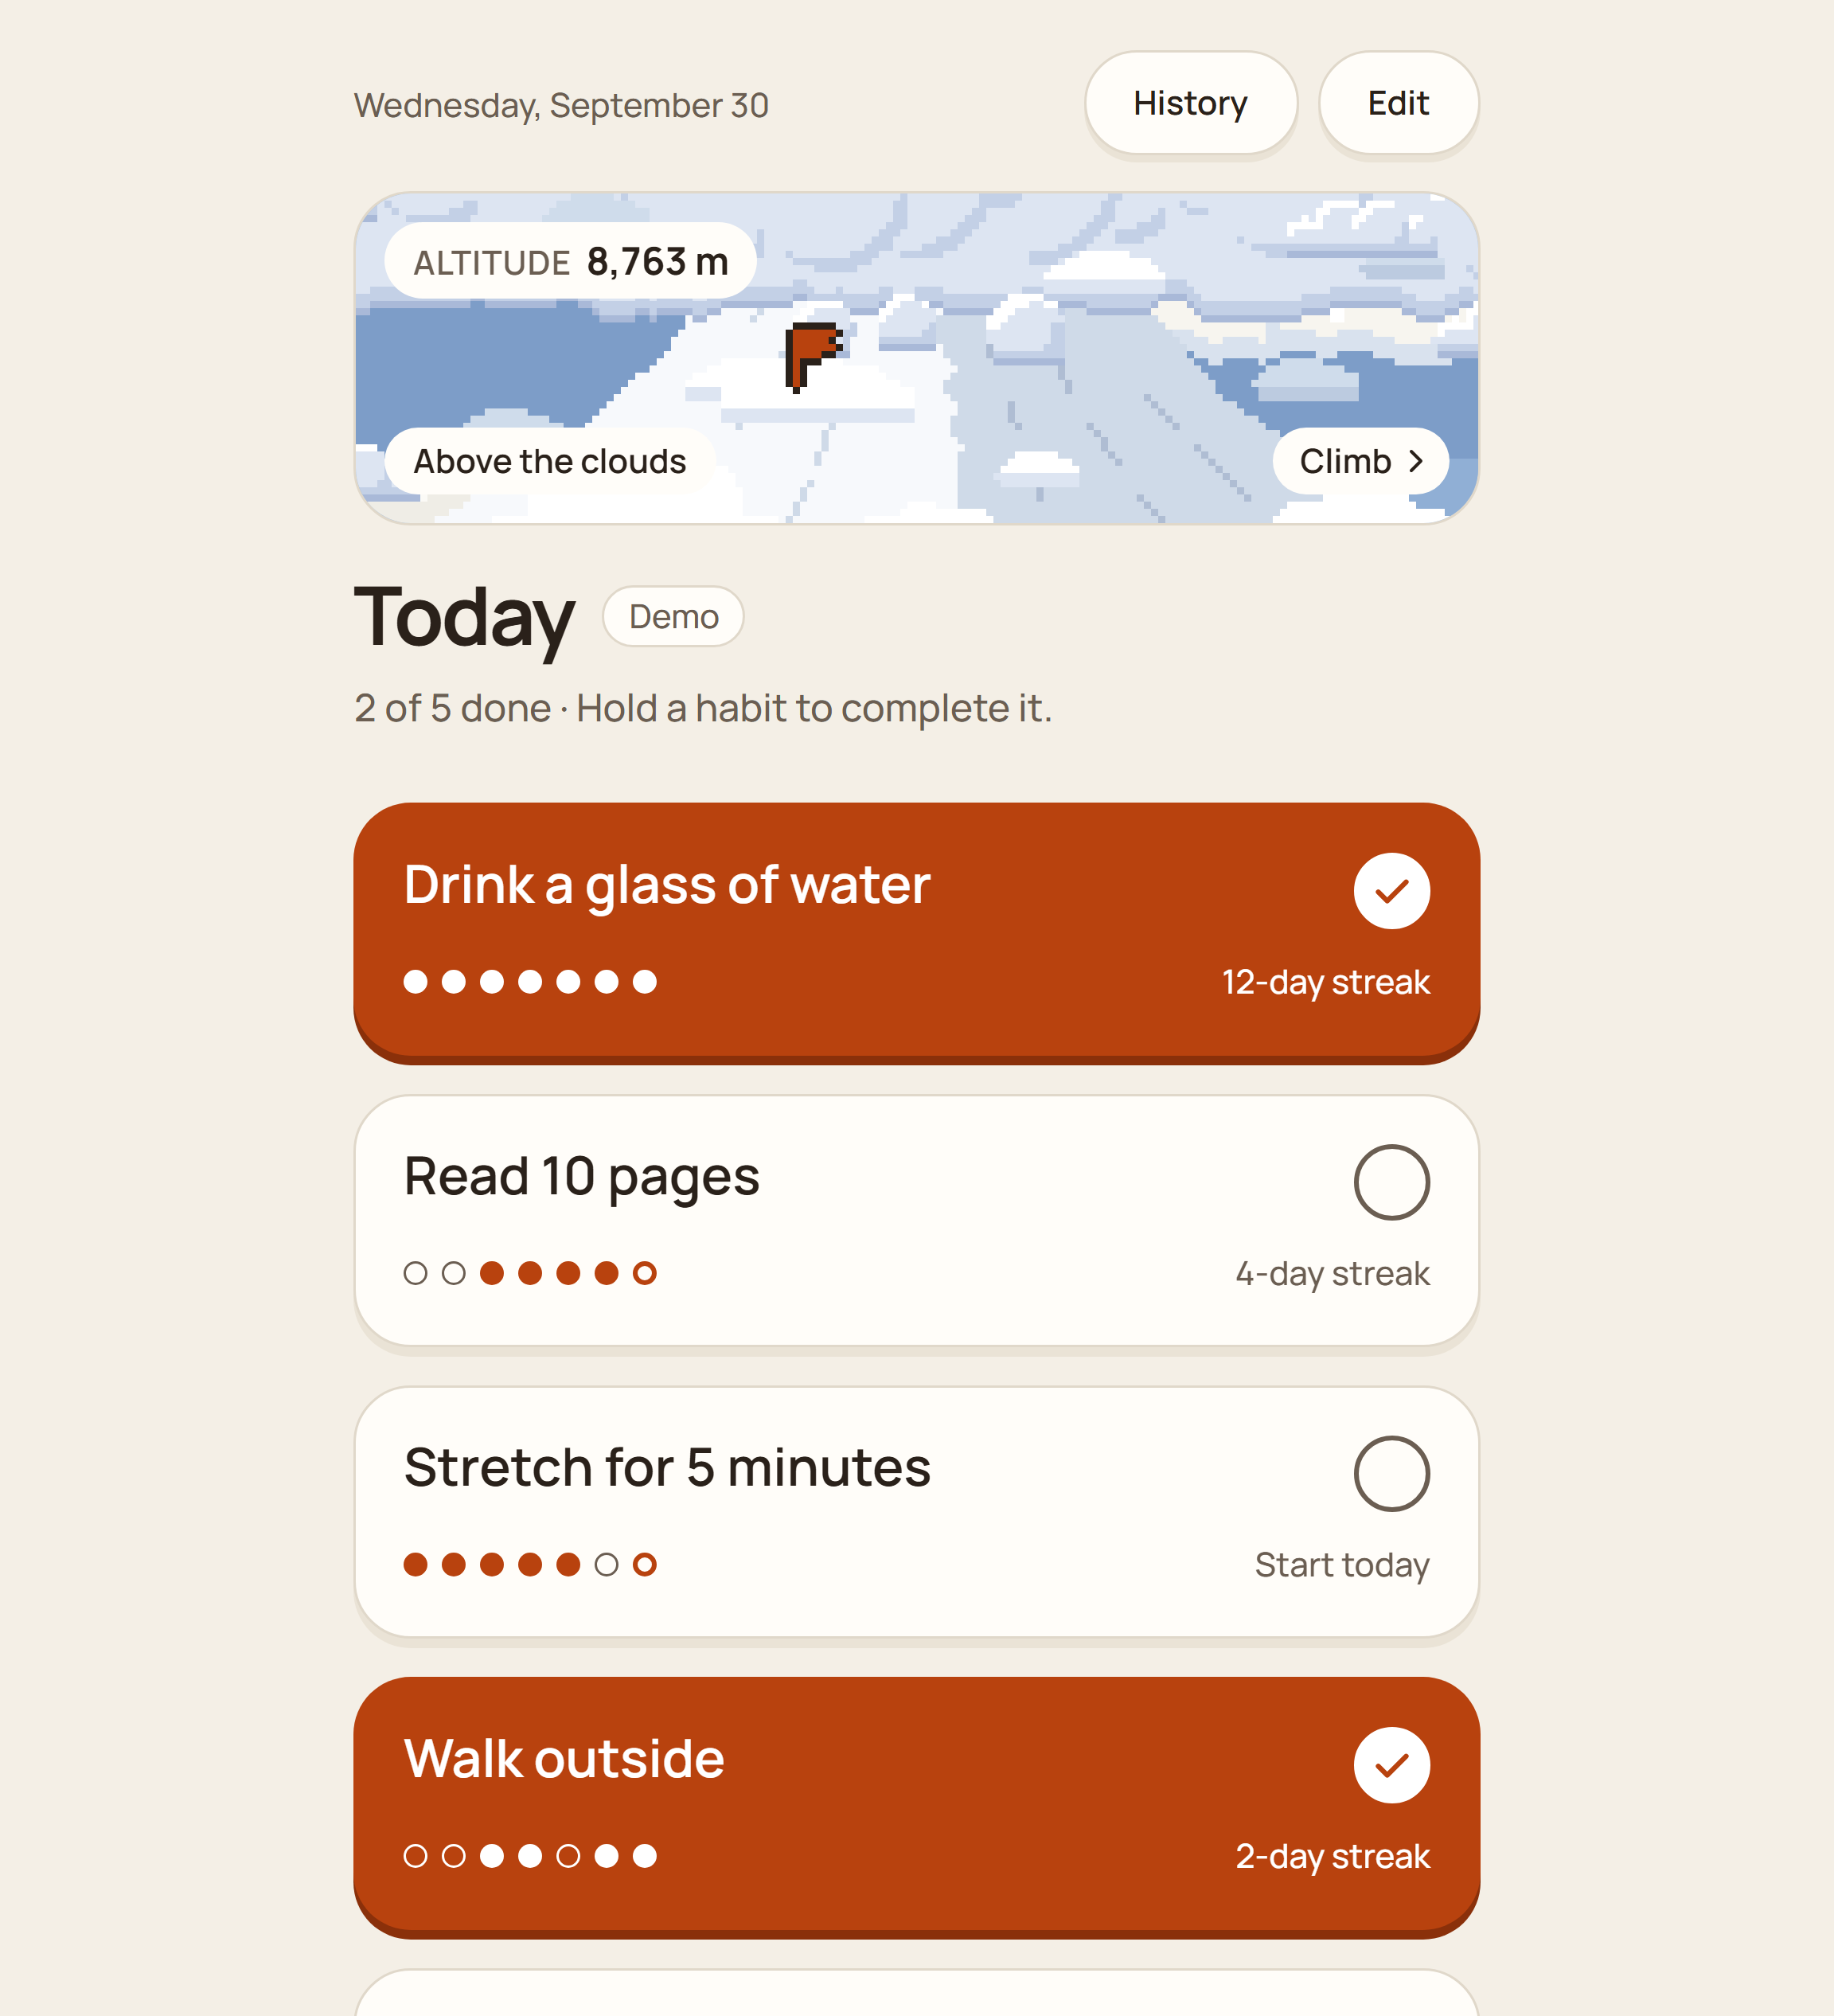 Wednesday, September 30
History
Edit
ALTITUDE 8,763 m
Above the clouds
Climb
Today
Demo
2 of 5 done · Hold a habit to complete it.
Drink a glass of water
12-day streak
Read 10 pages
4-day streak
Stretch for 5 minutes
Start today
Walk outside
2-day streak